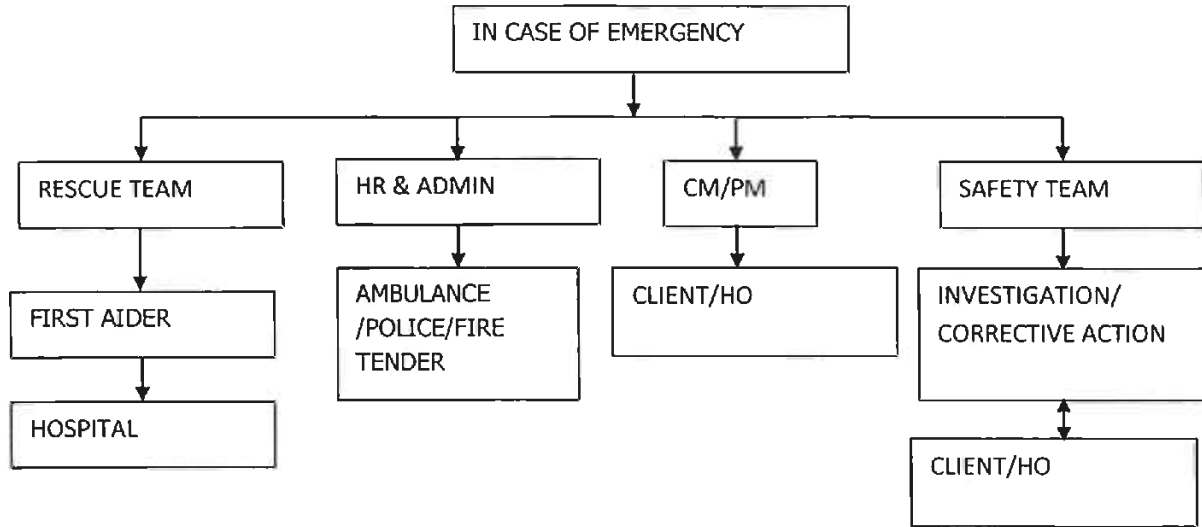 IN CASE OF EMERGENCY
RESCUE TEAM
HR & ADMIN
CM/PM
SAFETY TEAM
FIRST AIDER
AMBULANCE
/POLICE/FIRE
TENDER
CLIENT/HO
INVESTIGATION/
CORRECTIVE ACTION
HOSPITAL
CLIENT/HO